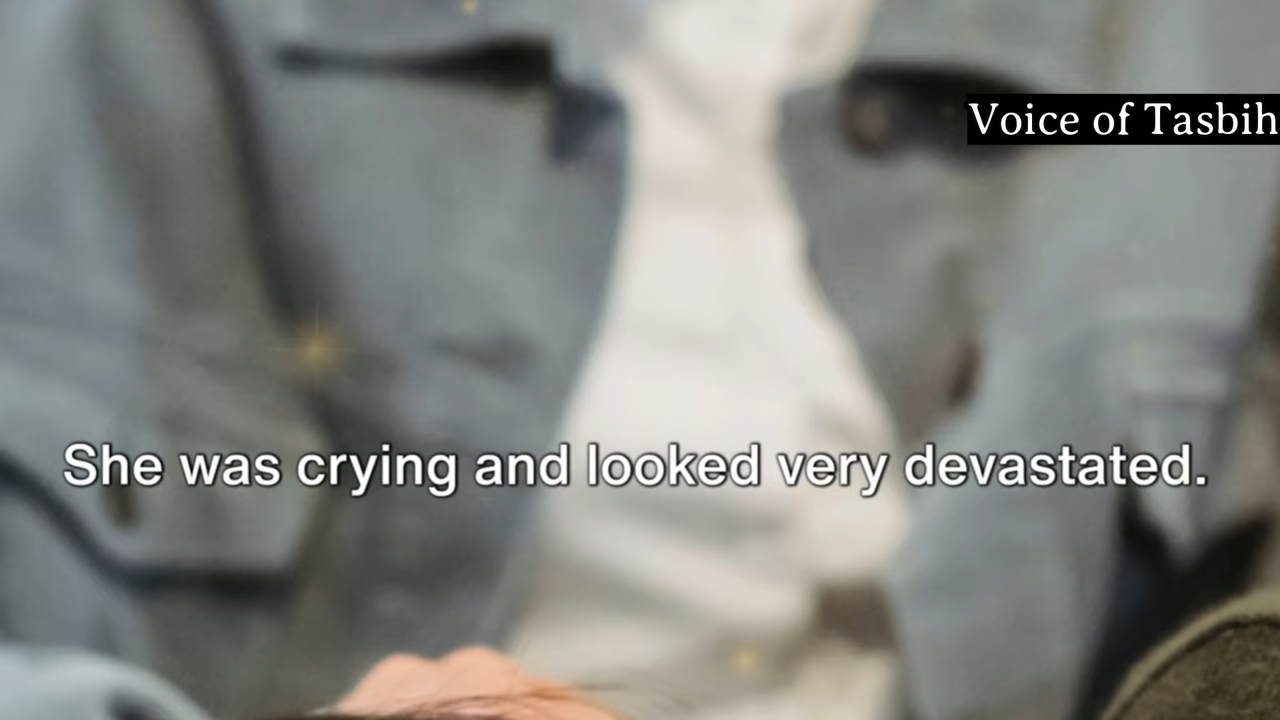 Voice of Tasbih
She was crying and looked very devastated.